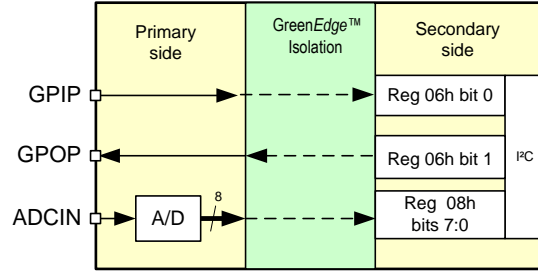 Primary
side
GreenEdge™
Isolation
Secondary
side
GPIP
Reg 06h bit 0
GPOP
Reg 06h bit 1
I²C
ADCIN
A/D
8
Reg 08h
bits 7:0